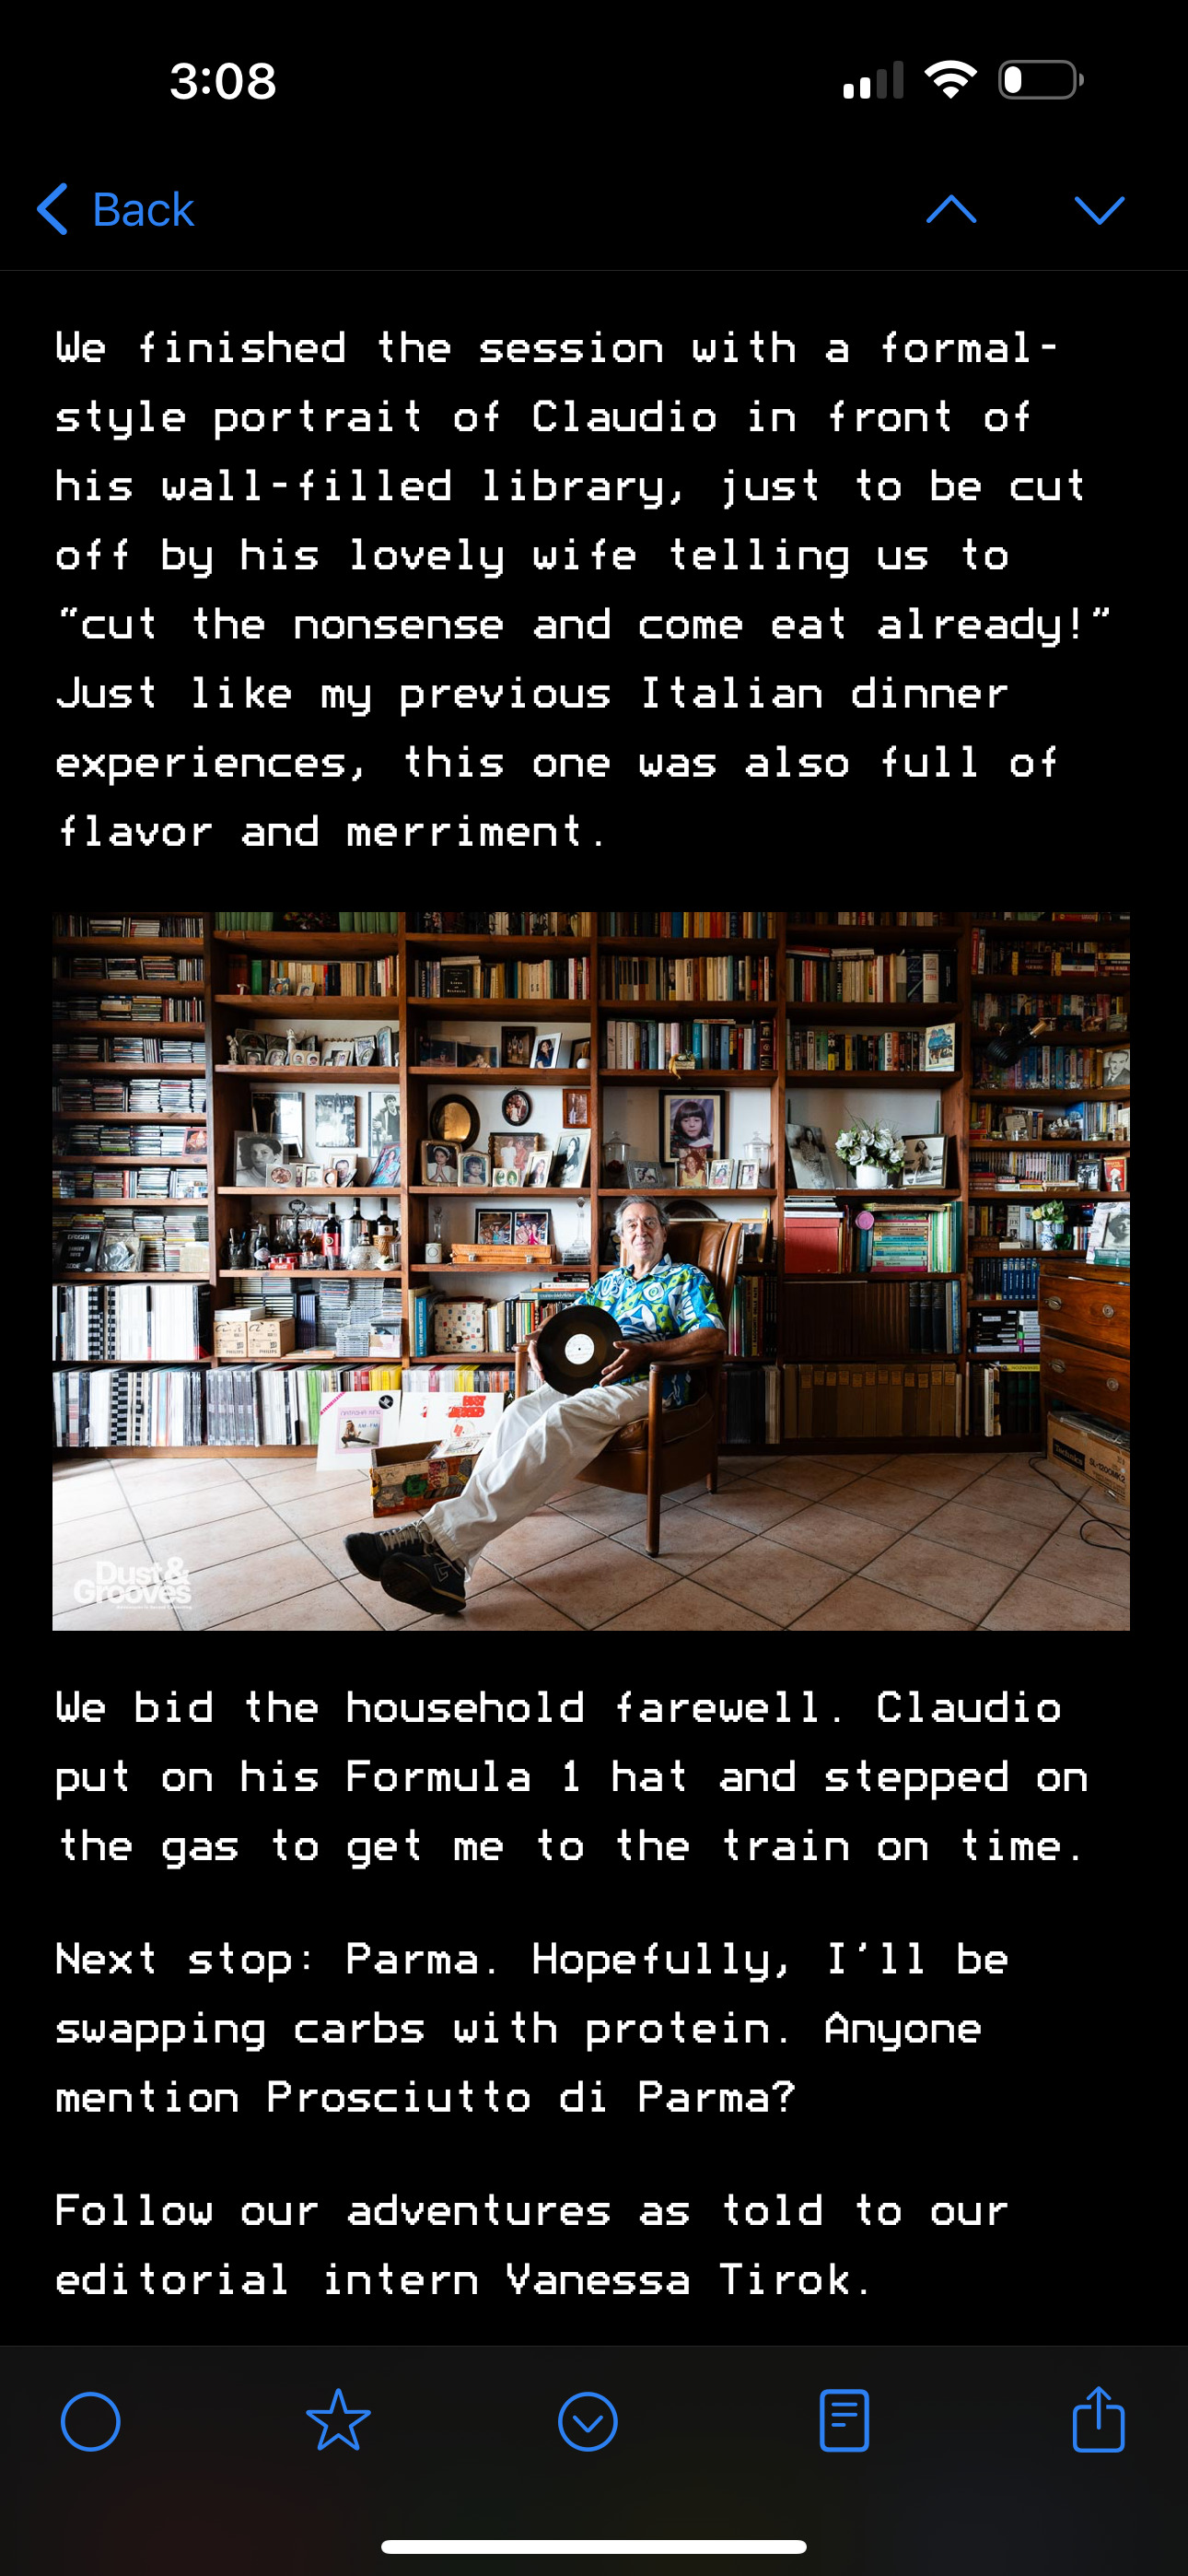 3:08
Back
We finished the session with a formal-
style portrait of Claudio in front of
his wall-filled library, just to be cut
off by his lovely wife telling us to
“cut the nonsense and come eat already!”
Just like my previous Italian dinner
experiences, this one was also full of
flavor and merriment.
Dust&
Grooves
We bid the household farewell. Claudio
put on his Formula 1 hat and stepped on
the gas to get me to the train on time.
Next stop: Parma. Hopefully, I’ll be
swapping carbs with protein. Anyone
mention Prosciutto di Parma?
Follow our adventures as told to our
editorial intern Vanessa Tirok.